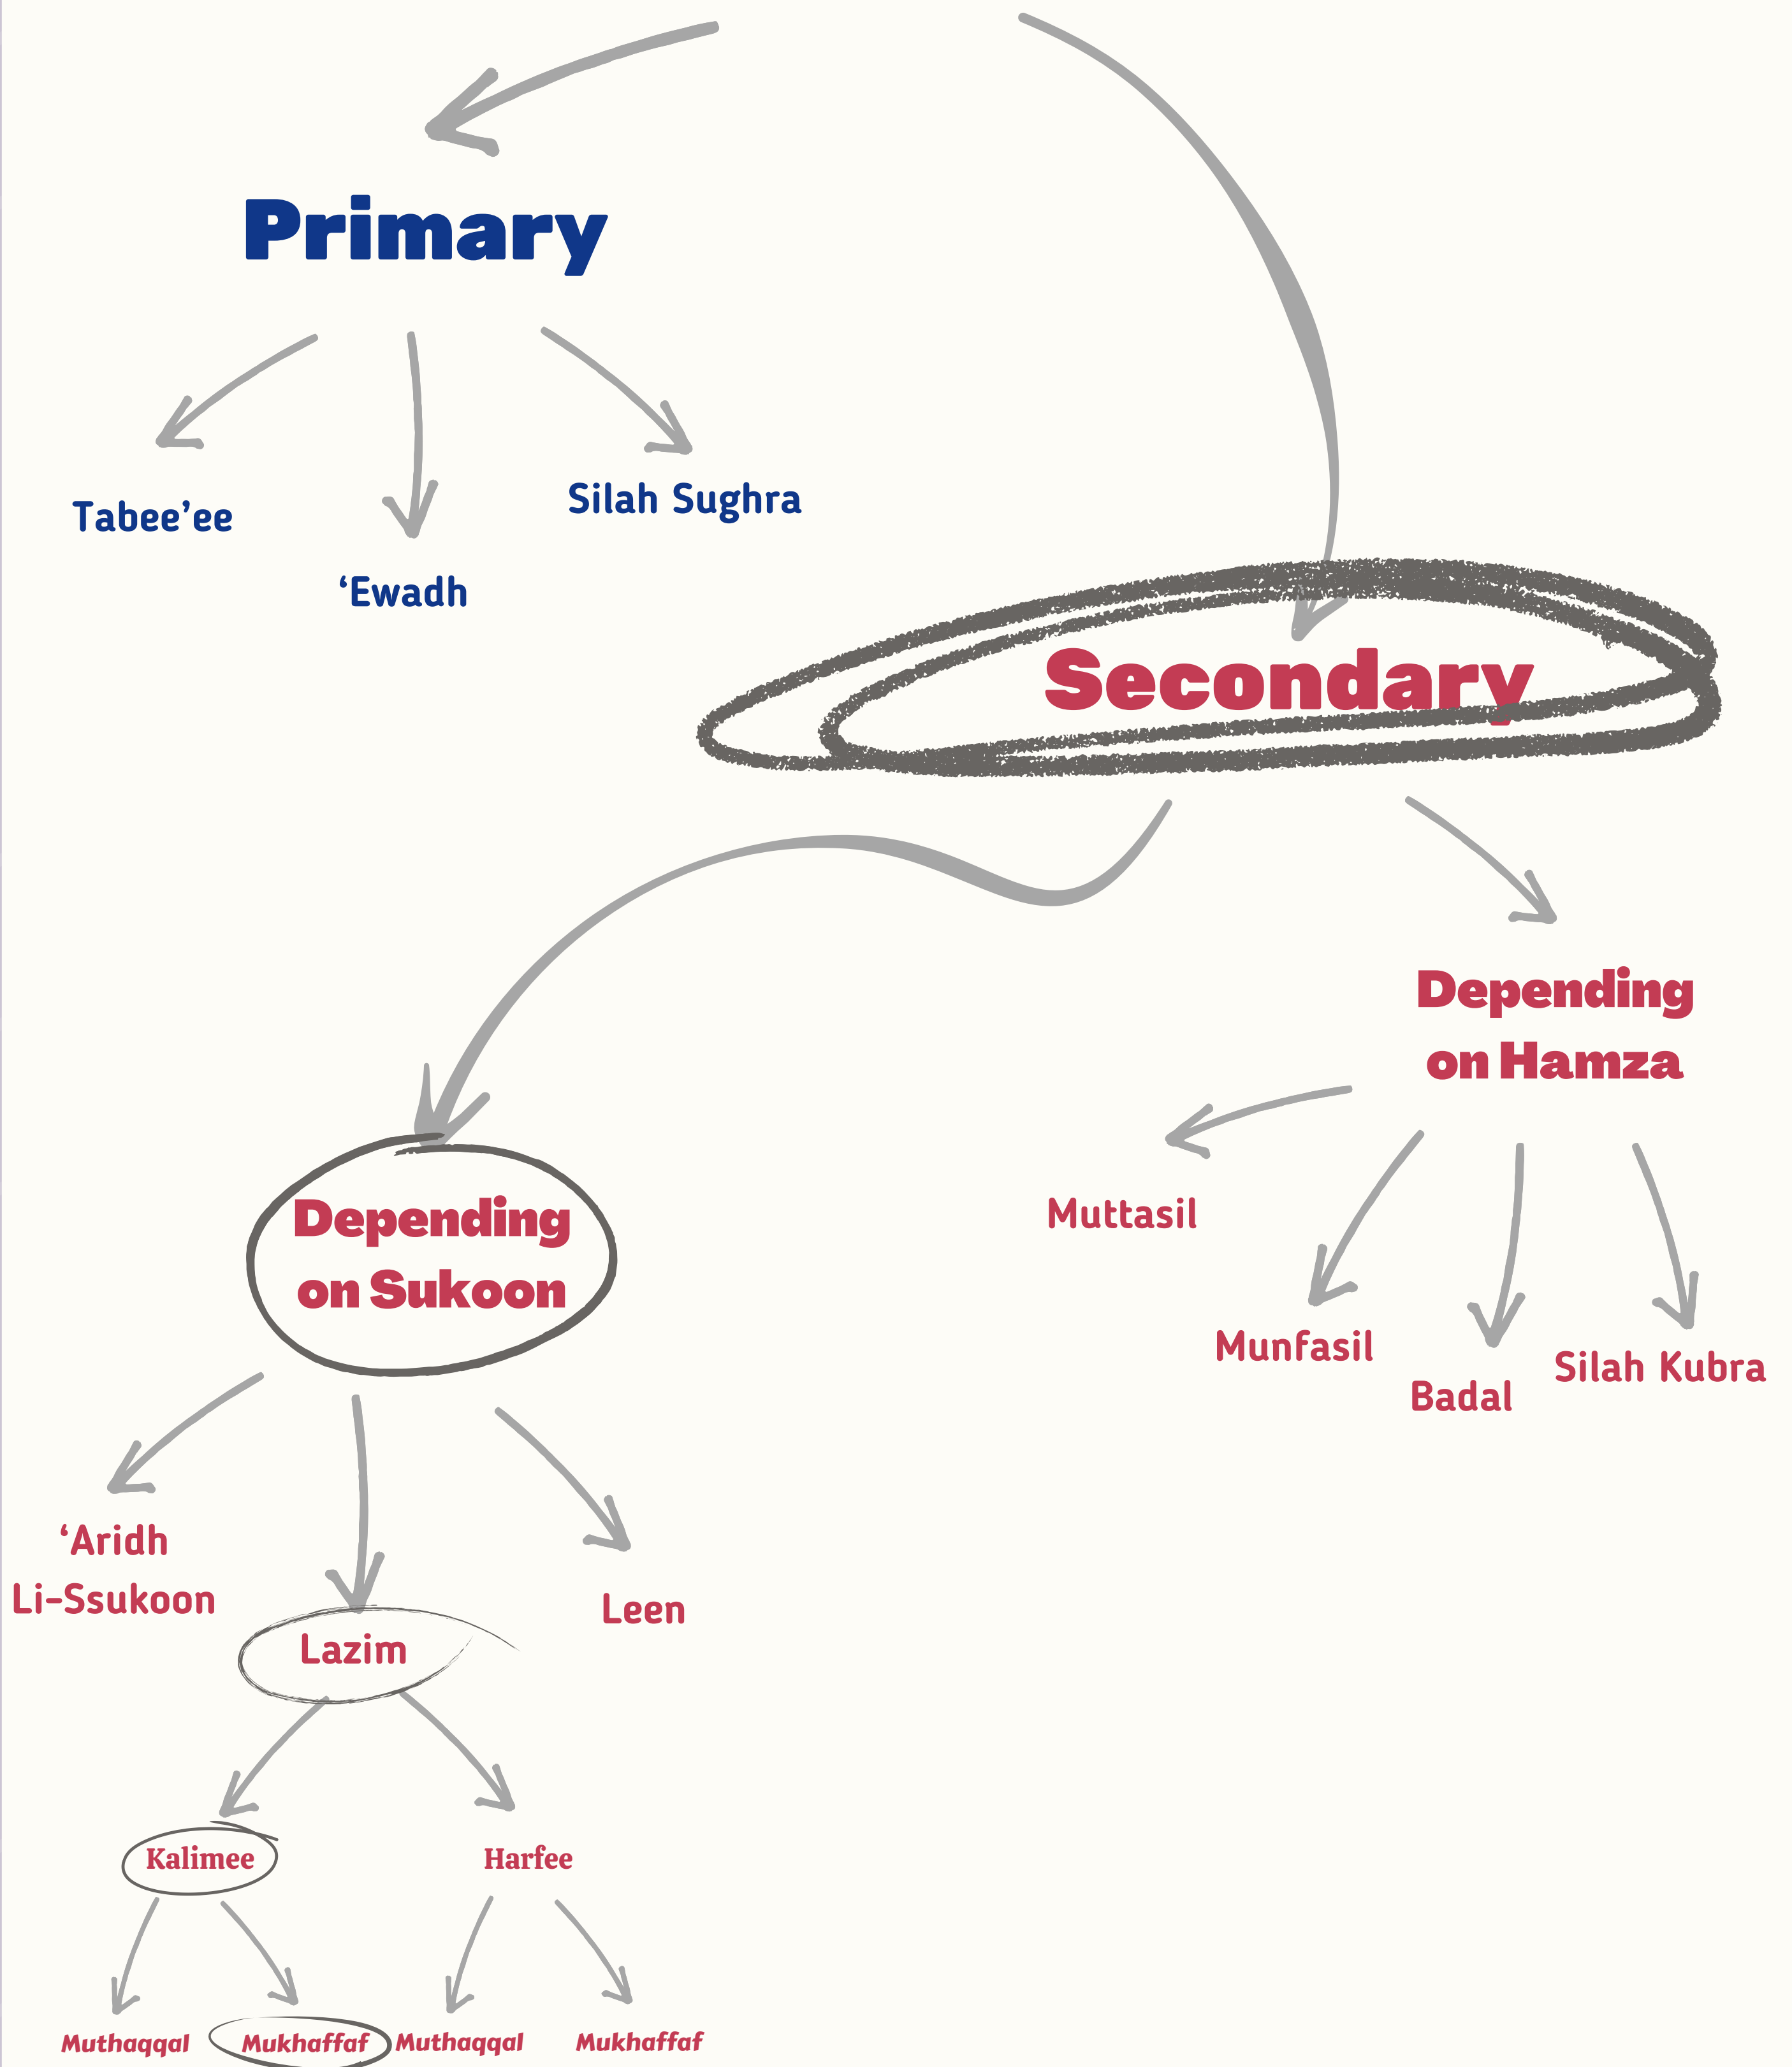 Primary
Tabee’ee
‘Ewadh
Silah Sughra
Secondary
Depending
on Hamza
Muttasil
Munfasil
Badal
Silah Kubra
Depending
on Sukoon
‘Aridh
Li-Ssukoon
Lazim
Leen
Kalimee
Harfee
Muthaqqal
Mukhaffaf
Muthaqqal
Mukhaffaf